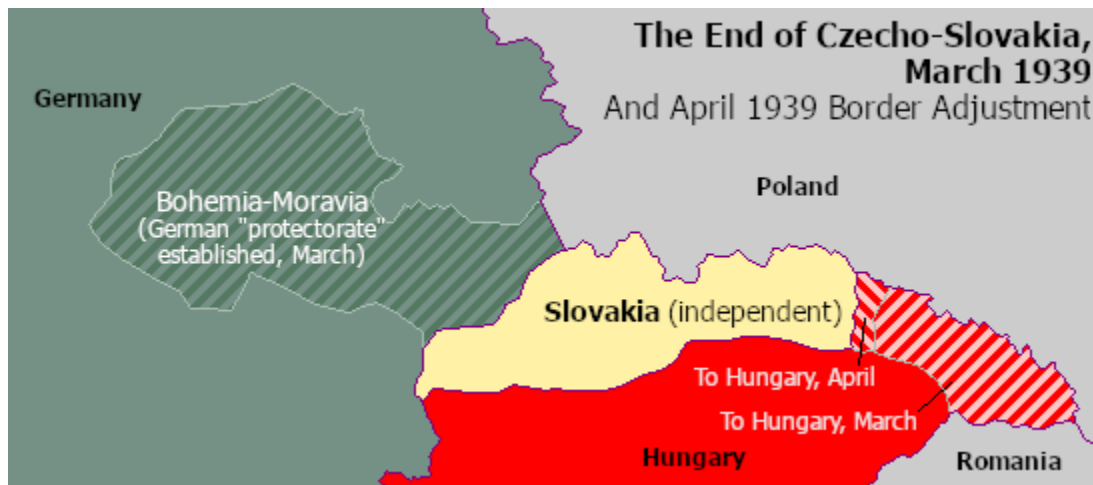 The End of Czecho-Slovakia,
March 1939
And April 1939 Border Adjustment
Germany
Poland
Bohemia-Moravia
(German "protectorate"
established, March)
Slovakia (independent)
To Hungary, April
To Hungary, March
Hungary
Romania